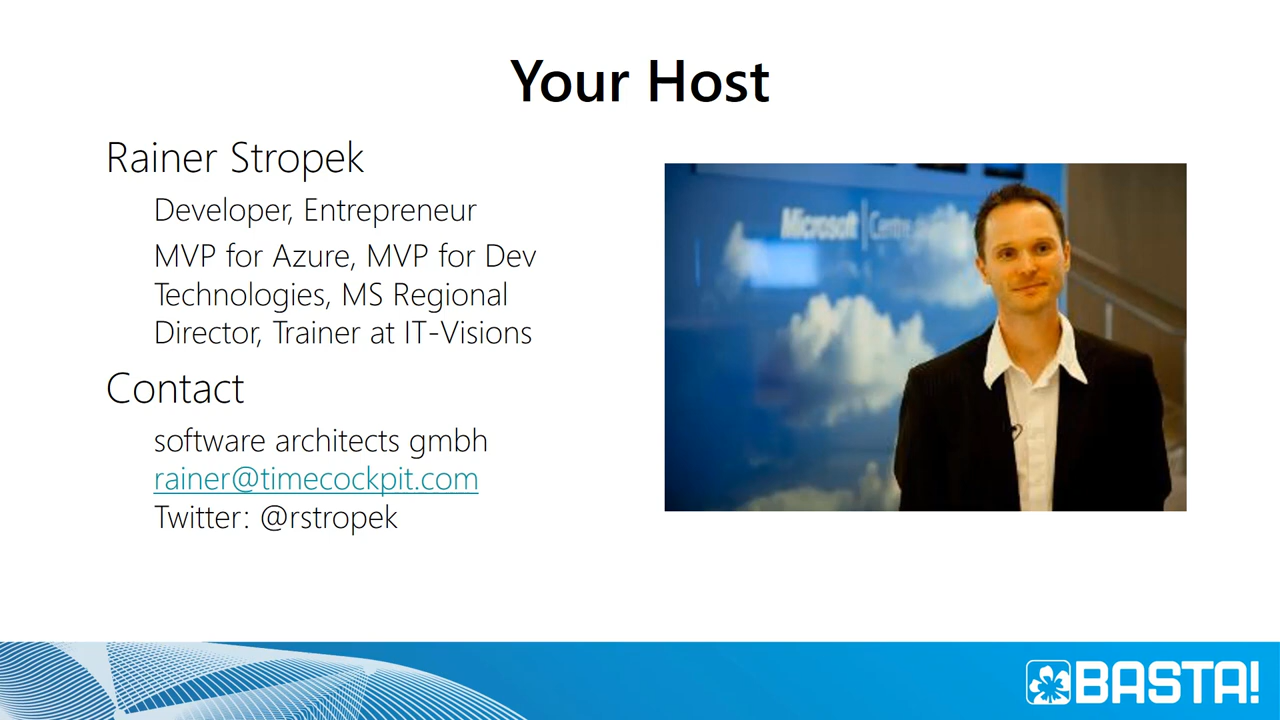 Your Host
Rainer Stropek
Developer, Entrepreneur
MVP for Azure, MVP for Dev
Technologies, MS Regional
Director, Trainer at IT-Visions
Contact
software architects gmbh
rainer@timecockpit.com
Twitter: @rstropek
Microsoft
BASTA!